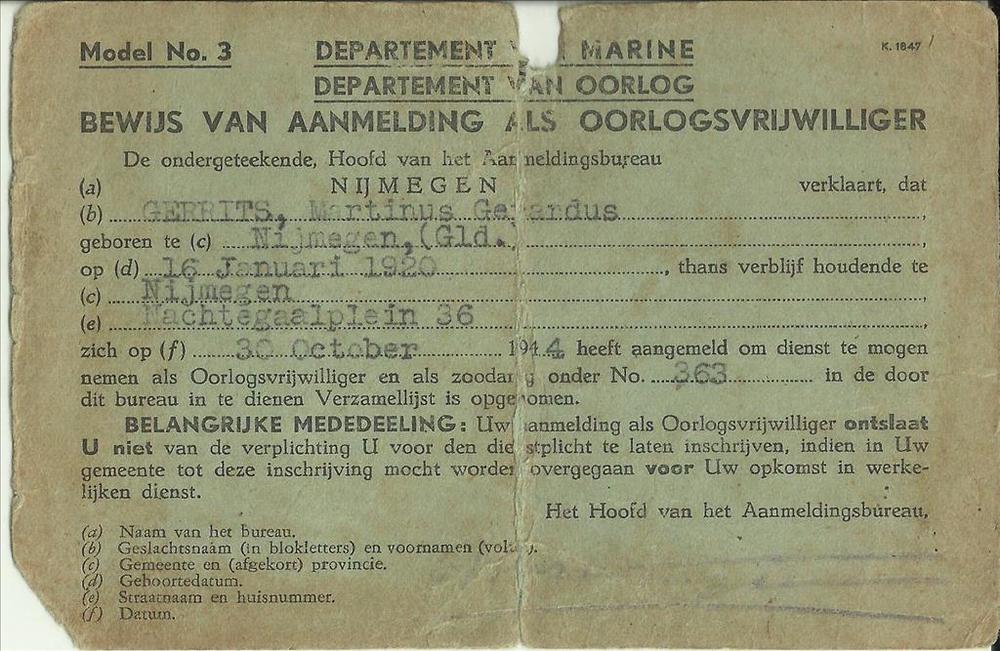 Model No. 3 DEPARTEMENT MARINE K. 1847
DEPARTEMENT VAN OORLOG
BEWIJS VAN AANMELDING ALS OORLOGSVRIJWILLIGER
De ondergeteekende, Hoofd van het Aanmeldingsbureau
(a) NIJMEGEN verklaart, dat
(b) GERRITS, Martinus Gerardus,
geboren te (c) Nijmegen, (Gld.),
op (d) 16 Januari 1920, thans verblijf houdende te
(c) Nijmegen,
(e) Nachtegaalplein 36,
zich op (f) 30 October 1944 heeft aangemeld om dienst te mogen
nemen als Oorlogsvrijwilliger en als zoodanig onder No. 363 in de door
dit bureau in te dienen Verzamellijst is opgenomen.
BELANGRIJKE MEDEDEELING: Uw aanmelding als Oorlogsvrijwilliger ontslaat
U niet van de verplichting U voor den dienstplicht te laten inschrijven, indien in Uw
gemeente tot deze inschrijving mocht worden overgegaan voor Uw opkomst in werke-
lijken dienst.
Het Hoofd van het Aanmeldingsbureau,
(a) Naam van het bureau.
(b) Geslachtsnaam (in blokletters) en voornamen (voluit).
(c) Gemeente en (afgekort) provincie.
(d) Geboortedatum.
(e) Straatnaam en huisnummer.
(f) Datum.